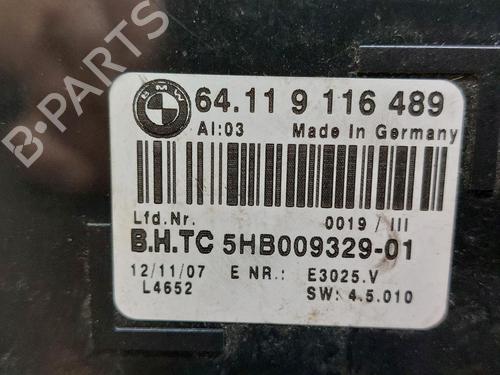 BMW
64.11 9 116 489
AI:03 Made In Germany
Lfd.Nr. 0019 / III
B.H.TC 5HB009329-01
12/11/07 E NR.: E3025.V
L4652 SW: 4.5.010